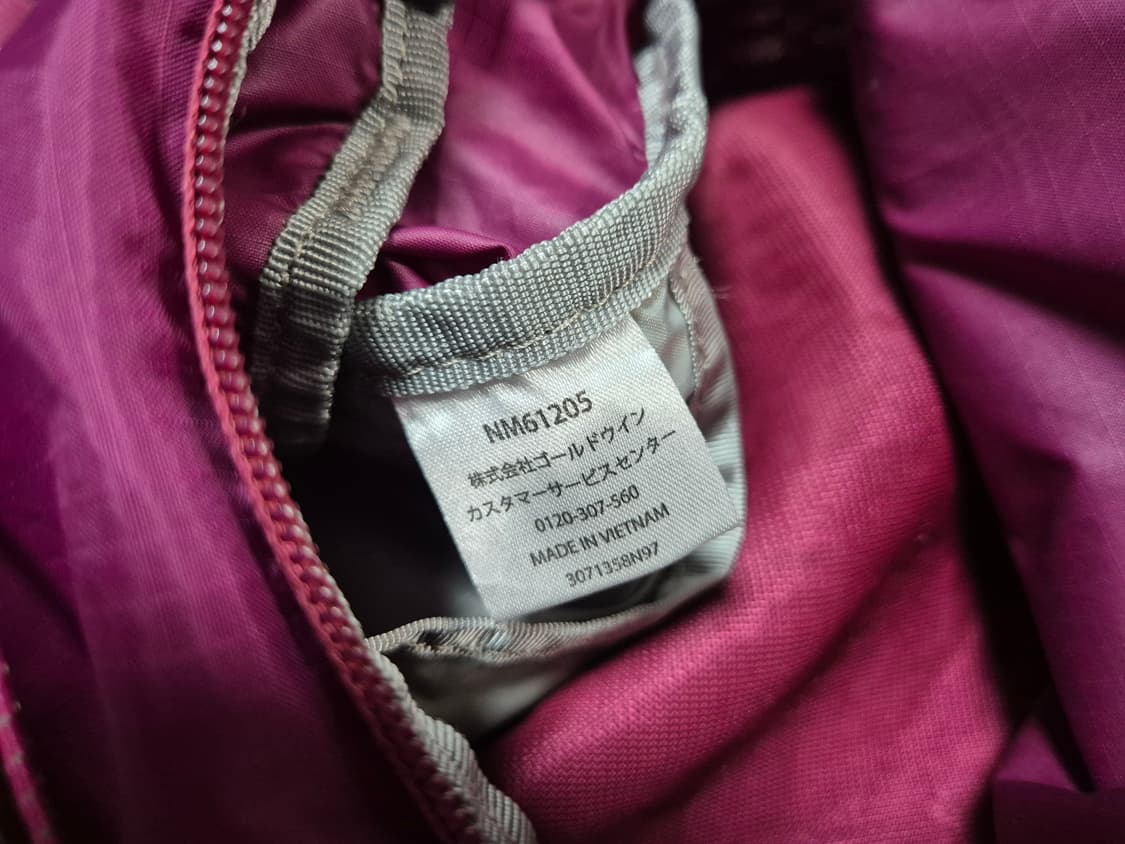 NM61205
株式会社ゴールドウイン
カスタマーサービスセンター
0120-307-560
MADE IN VIETNAM
3071358N97